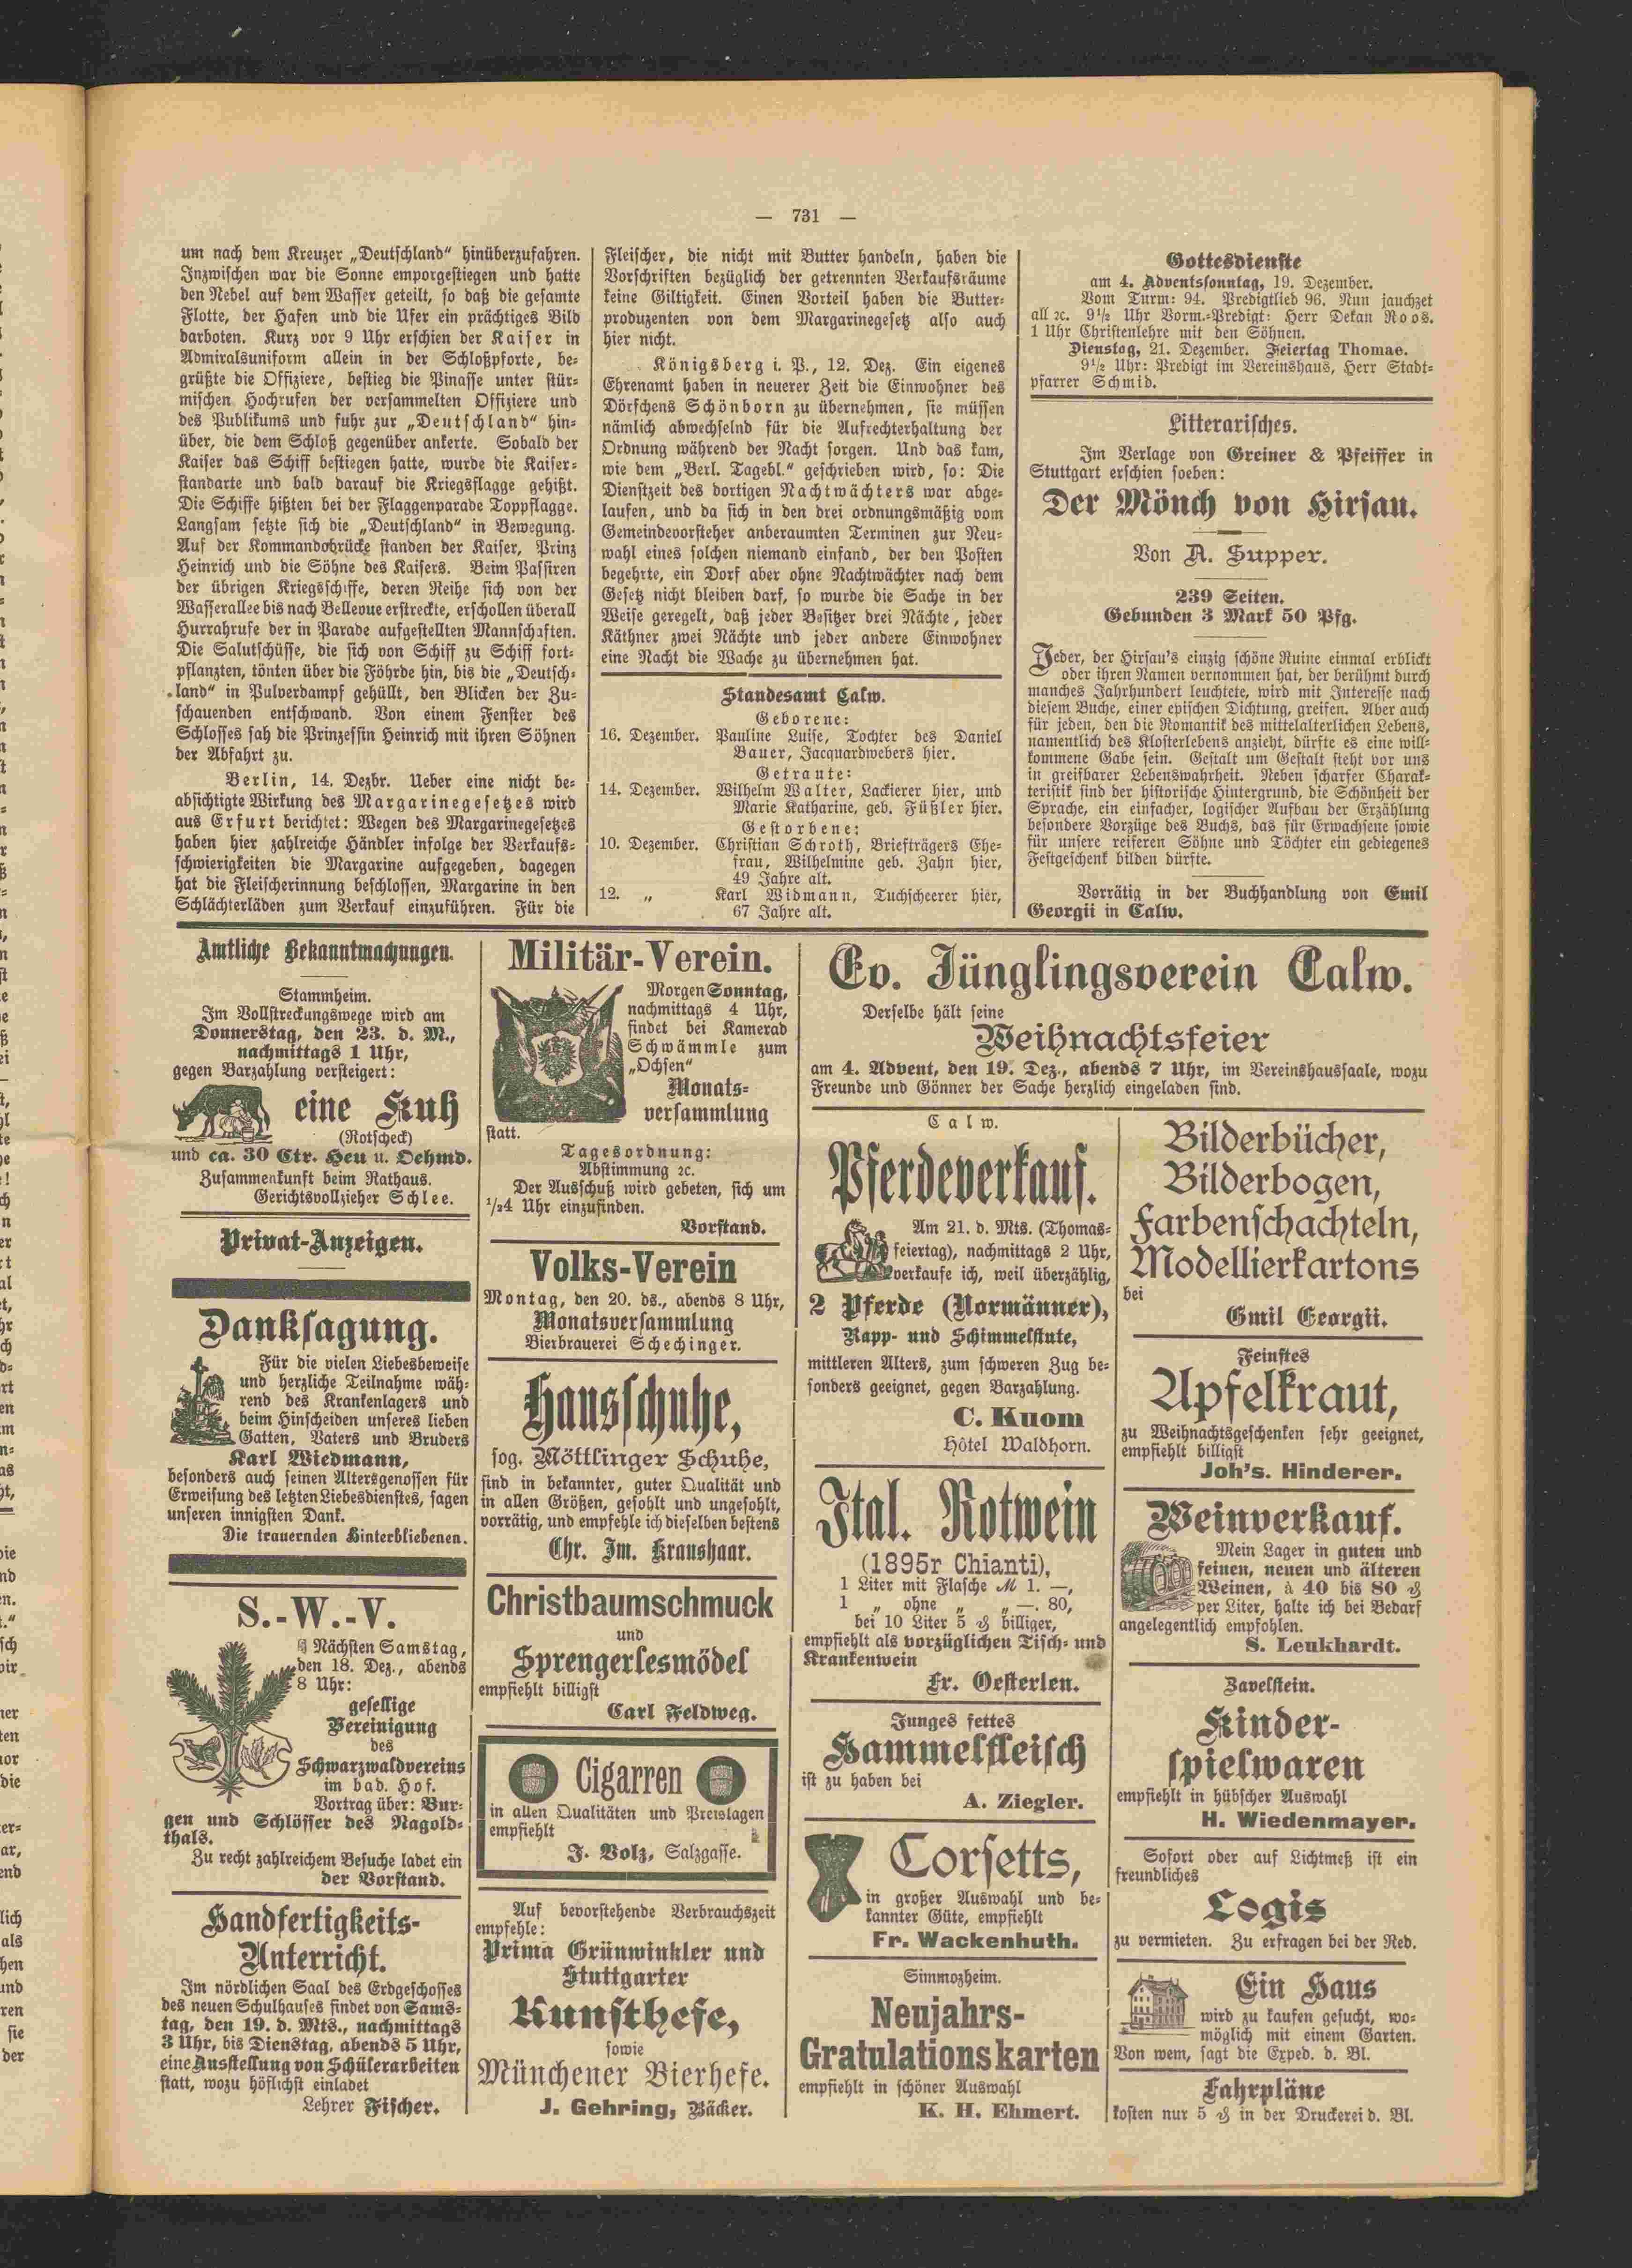 — 731 —
um nach dem Kreuzer „Deutschland“ hinüberzufahren.
Inzwischen war die Sonne emporgestiegen und hatte
den Nebel auf dem Wasser geteilt, so daß die gesamte
Flotte, der Hafen und die Ufer ein prächtiges Bild
darboten. Kurz vor 9 Uhr erschien der Kaiser in
Admiralsuniform allein in der Schloßpforte, be-
grüßte die Offiziere, bestieg die Pinasse unter stür-
mischen Hochrufen der versammelten Offiziere und
des Publikums und fuhr zur „Deutschland“ hin-
über, die dem Schloß gegenüber ankerte. Sobald der
Kaiser das Schiff bestiegen hatte, wurde die Kaiser-
standarte und bald darauf die Kriegsflagge gehißt.
Die Schiffe hißten bei der Flaggenparade Toppflagge.
Langsam setzte sich die „Deutschland“ in Bewegung.
Auf der Kommandobrücke standen der Kaiser, Prinz
Heinrich und die Söhne des Kaisers. Beim Passiren
der übrigen Kriegsschiffe, deren Reihe sich von der
Wasserallee bis nach Bellevue erstreckte, erschollen überall
Hurrahrufe der in Parade aufgestellten Mannschaften.
Die Salutschüsse, die sich von Schiff zu Schiff fort-
pflanzten, tönten über die Föhrde hin, bis die „Deutsch-
land“ in Pulverdampf gehüllt, den Blicken der Zu-
schauenden entschwand. Von einem Fenster des
Schlosses sah die Prinzessin Heinrich mit ihren Söhnen
der Abfahrt zu.
Berlin, 14. Dezbr. Ueber eine nicht be-
absichtigte Wirkung des Margarinegesetzes wird
aus Erfurt berichtet: Wegen des Margarinegesetzes
haben hier zahlreiche Händler infolge der Verkaufs-
schwierigkeiten die Margarine aufgegeben, dagegen
hat die Fleischerinnung beschlossen, Margarine in den
Schlächterläden zum Verkauf einzuführen. Für die
Fleischer, die nicht mit Butter handeln, haben die
Vorschriften bezüglich der getrennten Verkaufsräume
keine Giltigkeit. Einen Vorteil haben die Butter-
produzenten von dem Margarinegesetz also auch
hier nicht.
Königsberg i. P., 12. Dez. Ein eigenes
Ehrenamt haben in neuerer Zeit die Einwohner des
Dörfchens Schönborn zu übernehmen, sie müssen
nämlich abwechselnd für die Aufrechterhaltung der
Ordnung während der Nacht sorgen. Und das kam,
wie dem „Berl. Tagebl.“ geschrieben wird, so: Die
Dienstzeit des dortigen Nachtwächters war abge-
laufen, und da sich in den drei ordnungsmäßig vom
Gemeindevorsteher anberaumten Terminen zur Neu-
wahl eines solchen niemand einfand, der den Posten
begehrte, ein Dorf aber ohne Nachtwächter nach dem
Gesetz nicht bleiben darf, so wurde die Sache in der
Weise geregelt, daß jeder Besitzer drei Nächte, jeder
Käthner zwei Nächte und jeder andere Einwohner
eine Nacht die Wache zu übernehmen hat.
Standesamt Calw.
Geborene:
16. Dezember. Pauline Luise, Tochter des Daniel
Bauer, Jacquardwebers hier.
Getraute:
14. Dezember. Wilhelm Walter, Lackierer hier, und
Marie Katharine, geb. Füßler hier.
Gestorbene:
10. Dezember. Christian Schroth, Briefträgers Ehe-
frau, Wilhelmine geb. Zahn hier,
49 Jahre alt.
12. „ Karl Widmann, Tuchscheerer hier,
67 Jahre alt.
Gottesdienste
am 4. Adventssonntag, 19. Dezember.
Vom Turm: 94. Predigtlied 96. Nun jauchzet
all ꝛc. 9½ Uhr Vorm.-Predigt: Herr Dekan Roos.
1 Uhr Christenlehre mit den Söhnen.
Dienstag, 21. Dezember. Feiertag Thomae.
9½ Uhr: Predigt im Vereinshaus, Herr Stadt-
pfarrer Schmid.
Litterarisches.
Im Verlage von Greiner & Pfeiffer in
Stuttgart erschien soeben:
Der Mönch von Hirsau.
Von A. Supper.
239 Seiten.
Gebunden 3 Mark 50 Pfg.
Jeder, der Hirsau's einzig schöne Ruine einmal erblickt
oder ihren Namen vernommen hat, der berühmt durch
manches Jahrhundert leuchtete, wird mit Interesse nach
diesem Buche, einer epischen Dichtung, greifen. Aber auch
für jeden, den die Romantik des mittelalterlichen Lebens,
namentlich des Klosterlebens anzieht, dürfte es eine will-
kommene Gabe sein. Gestalt um Gestalt steht vor uns
in greifbarer Lebenswahrheit. Neben scharfer Charak-
teristik sind der historische Hintergrund, die Schönheit der
Sprache, ein einfacher, logischer Aufbau der Erzählung
besondere Vorzüge des Buchs, das für Erwachsene sowie
für unsere reiferen Söhne und Töchter ein gediegenes
Festgeschenk bilden dürfte.
Vorrätig in der Buchhandlung von Emil
Georgii in Calw.
Amtliche Bekanntmachungen.
Stammheim.
Im Vollstreckungswege wird am
Donnerstag, den 23. d. M.,
nachmittags 1 Uhr,
gegen Barzahlung versteigert:
eine Kuh
(Rotscheck)
und ca. 30 Ctr. Heu u. Oehmd.
Zusammenkunft beim Rathaus.
Gerichtsvollzieher Schlee.
Privat-Anzeigen.
Danksagung.
Für die vielen Liebesbeweise
und herzliche Teilnahme wäh-
rend des Krankenlagers und
beim Hinscheiden unseres lieben
Gatten, Vaters und Bruders
Karl Wiedmann,
besonders auch seinen Altersgenossen für
Erweisung des letzten Liebesdienstes, sagen
unseren innigsten Dank.
Die trauernden Hinterbliebenen.
S.-W.-V.
Nächsten Samstag,
den 18. Dez., abends
8 Uhr:
gesellige
Vereinigung
des
Schwarzwaldvereins
im bad. Hof.
Vortrag über: Bur-
gen und Schlösser des Nagold-
thals.
Zu recht zahlreichem Besuche ladet ein
der Vorstand.
Handfertigkeits-
Unterricht.
Im nördlichen Saal des Erdgeschosses
des neuen Schulhauses findet von Sams-
tag, den 19. d. Mts., nachmittags
3 Uhr, bis Dienstag, abends 5 Uhr,
eine Ausstellung von Schülerarbeiten
statt, wozu höflichst einladet
Lehrer Fischer.
Militär-Verein.
Morgen Sonntag,
nachmittags 4 Uhr,
findet bei Kamerad
Schwämmle zum
„Ochsen“
Monats-
versammlung
statt.
Tagesordnung:
Abstimmung ꝛc.
Der Ausschuß wird gebeten, sich um
½4 Uhr einzufinden.
Vorstand.
Volks-Verein
Montag, den 20. ds., abends 8 Uhr,
Monatsversammlung
Bierbrauerei Schechinger.
Hausschuhe,
sog. Möttlinger Schuhe,
sind in bekannter, guter Qualität und
in allen Größen, gesohlt und ungesohlt,
vorrätig, und empfehle ich dieselben bestens
Chr. Im. Kraushaar.
Christbaumschmuck
und
Sprengerlesmödel
empfiehlt billigst
Carl Feldweg.
Cigarren
in allen Qualitäten und Preislagen
empfiehlt
J. Volz, Salzgasse.
Auf bevorstehende Verbrauchszeit
empfehle:
Prima Grünwinkler und
Stuttgarter
Kunsthefe,
sowie
Münchener Bierhefe.
J. Gehring, Bäcker.
Ev. Jünglingsverein Calw.
Derselbe hält seine
Weihnachtsfeier
am 4. Advent, den 19. Dez., abends 7 Uhr, im Vereinshaussaale, wozu
Freunde und Gönner der Sache herzlich eingeladen sind.
Calw.
Pferdeverkauf.
Am 21. d. Mts. (Thomas-
feiertag), nachmittags 2 Uhr,
verkaufe ich, weil überzählig,
2 Pferde (Normänner),
Rapp- und Schimmelstute,
mittleren Alters, zum schweren Zug be-
sonders geeignet, gegen Barzahlung.
C. Kuom
Hôtel Waldhorn.
Ital. Rotwein
(1895r Chianti),
1 Liter mit Flasche M 1. —,
1 „ ohne „ „ —. 80,
bei 10 Liter 5 ₰ billiger,
empfiehlt als vorzüglichen Tisch- und
Krankenwein
Fr. Oesterlen.
Junges fettes
Hammelfleisch
ist zu haben bei
A. Ziegler.
Corsetts,
in großer Auswahl und be-
kannter Güte, empfiehlt
Fr. Wackenhuth.
Simmozheim.
Neujahrs-
Gratulationskarten
empfiehlt in schöner Auswahl
K. H. Ehmert.
Bilderbücher,
Bilderbogen,
Farbenschachteln,
Modellierkartons
bei
Emil Georgii.
Feinstes
Apfelkraut,
zu Weihnachtsgeschenken sehr geeignet,
empfiehlt billigst
Joh's. Hinderer.
Weinverkauf.
Mein Lager in guten und
feinen, neuen und älteren
Weinen, à 40 bis 80 ₰
per Liter, halte ich bei Bedarf
angelegentlich empfohlen.
S. Leukhardt.
Zavelstein.
Kinder-
spielwaren
empfiehlt in hübscher Auswahl
H. Wiedenmayer.
Sofort oder auf Lichtmeß ist ein
freundliches
Logis
zu vermieten. Zu erfragen bei der Red.
Ein Haus
wird zu kaufen gesucht, wo-
möglich mit einem Garten.
Von wem, sagt die Exped. d. Bl.
Fahrpläne
kosten nur 5 ₰ in der Druckerei d. Bl.